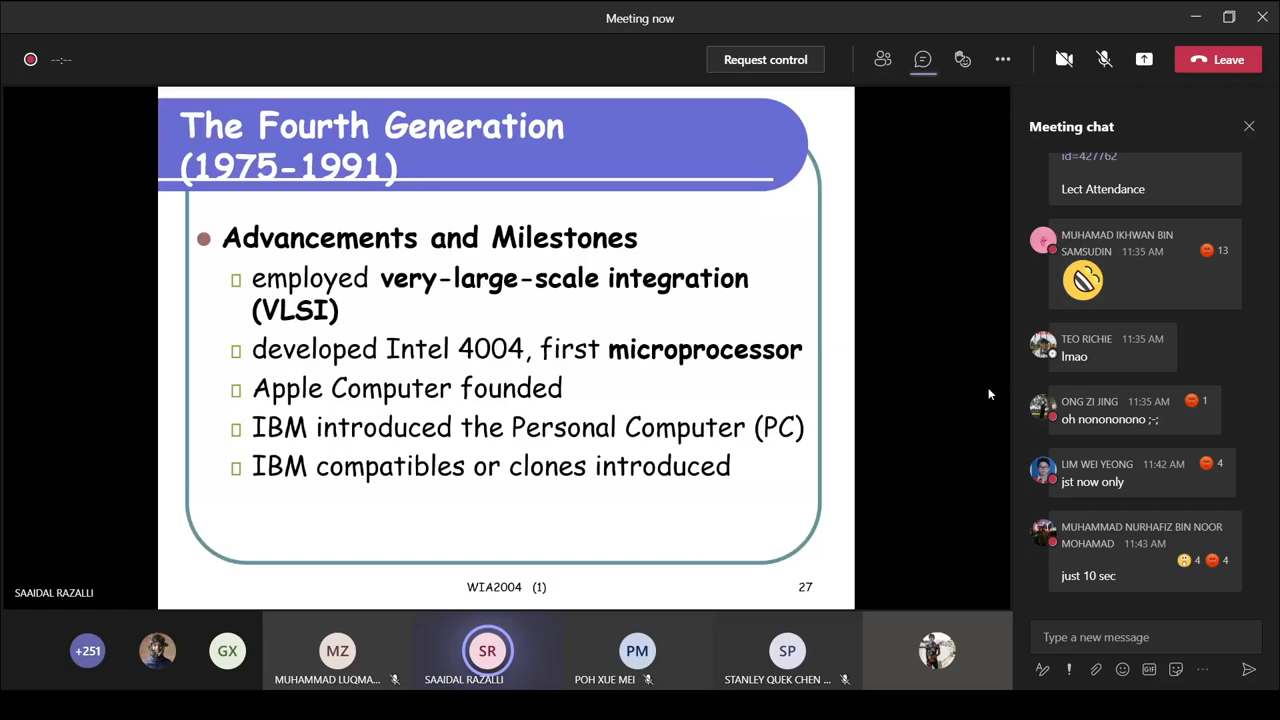 Meeting now
--:--
Request control
Leave
The Fourth Generation
(1975-1991)
Advancements and Milestones
employed very-large-scale integration
(VLSI)
developed Intel 4004, first microprocessor
Apple Computer founded
IBM introduced the Personal Computer (PC)
IBM compatibles or clones introduced
WIA2004 (1)
27
SAAIDAL RAZALLI
Meeting chat
id=427762
Lect Attendance
MUHAMAD IKHWAN BIN
SAMSUDIN 11:35 AM
13
TEO RICHIE 11:35 AM
lmao
ONG ZI JING 11:35 AM
1
oh nonononono ;-;
LIM WEI YEONG 11:42 AM
4
jst now only
MUHAMMAD NURHAFIZ BIN NOOR
MOHAMAD 11:43 AM
4 4
just 10 sec
Type a new message
GIF
+251
GX
MZ
MUHAMMAD LUQMA...
SR
SAAIDAL RAZALLI
PM
POH XUE MEI
SP
STANLEY QUEK CHEN ...